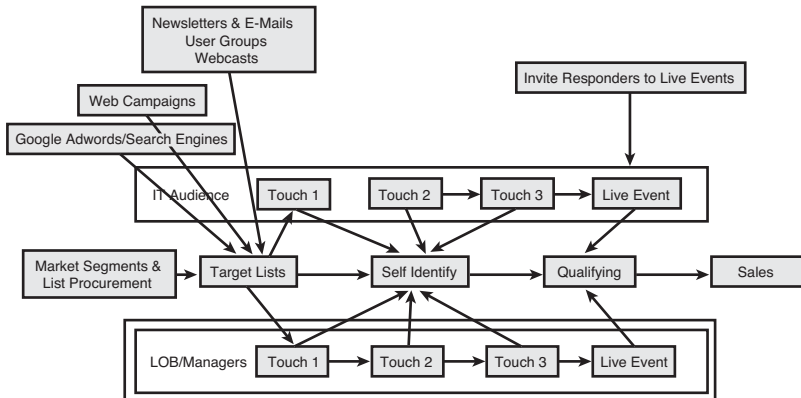 Newsletters & E-Mails
User Groups
Webcasts
Invite Responders to Live Events
Web Campaigns
Google Adwords/Search Engines
IT Audience
Touch 1
Touch 2
Touch 3
Live Event
Market Segments &
List Procurement
Target Lists
Self Identify
Qualifying
Sales
LOB/Managers
Touch 1
Touch 2
Touch 3
Live Event